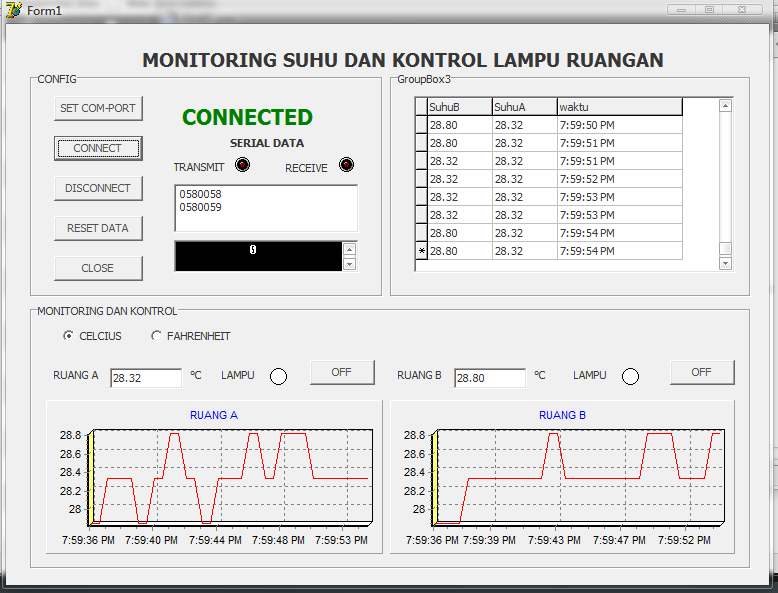 Form1
MONITORING SUHU DAN KONTROL LAMPU RUANGAN
CONFIG
SET COM-PORT
CONNECT
DISCONNECT
RESET DATA
CLOSE
CONNECTED
SERIAL DATA
TRANSMIT RECEIVE
0580058
0580059
0
GroupBox3
SuhuB SuhuA waktu
28.80 28.32 7:59:50 PM
28.80 28.32 7:59:51 PM
28.32 28.32 7:59:51 PM
28.32 28.32 7:59:52 PM
28.32 28.32 7:59:53 PM
28.32 28.32 7:59:53 PM
28.80 28.32 7:59:54 PM
* 28.80 28.32 7:59:54 PM
MONITORING DAN KONTROL
CELCIUS FAHRENHEIT
RUANG A 28.32 °C LAMPU OFF
RUANG B 28.80 °C LAMPU OFF
RUANG A
28.8
28.6
28.4
28.2
28
7:59:36 PM 7:59:40 PM 7:59:44 PM 7:59:48 PM 7:59:53 PM
RUANG B
28.8
28.6
28.4
28.2
28
7:59:36 PM 7:59:39 PM 7:59:43 PM 7:59:47 PM 7:59:52 PM